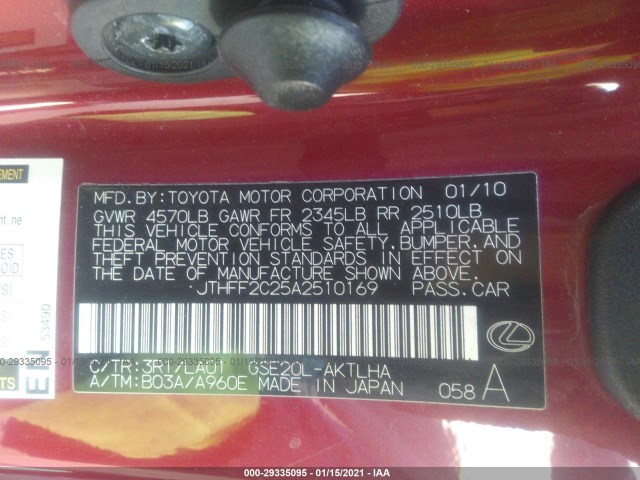 MFD. BY: TOYOTA MOTOR CORPORATION 01/10
GVWR 4570LB GAWR FR 2345LB RR 2510LB
THIS VEHICLE CONFORMS TO ALL APPLICABLE
FEDERAL MOTOR VEHICLE SAFETY, BUMPER, AND
THEFT PREVENTION STANDARDS IN EFFECT ON
THE DATE OF MANUFACTURE SHOWN ABOVE.
JTHFF2C25A2510169 PASS. CAR
C/TR: 3R1/LA01 GSE20L-AKTLHA
A/TM: B03A/A960E MADE IN JAPAN 058 A
EN
53490
000-29335095 - 01/15/2021 - IAA